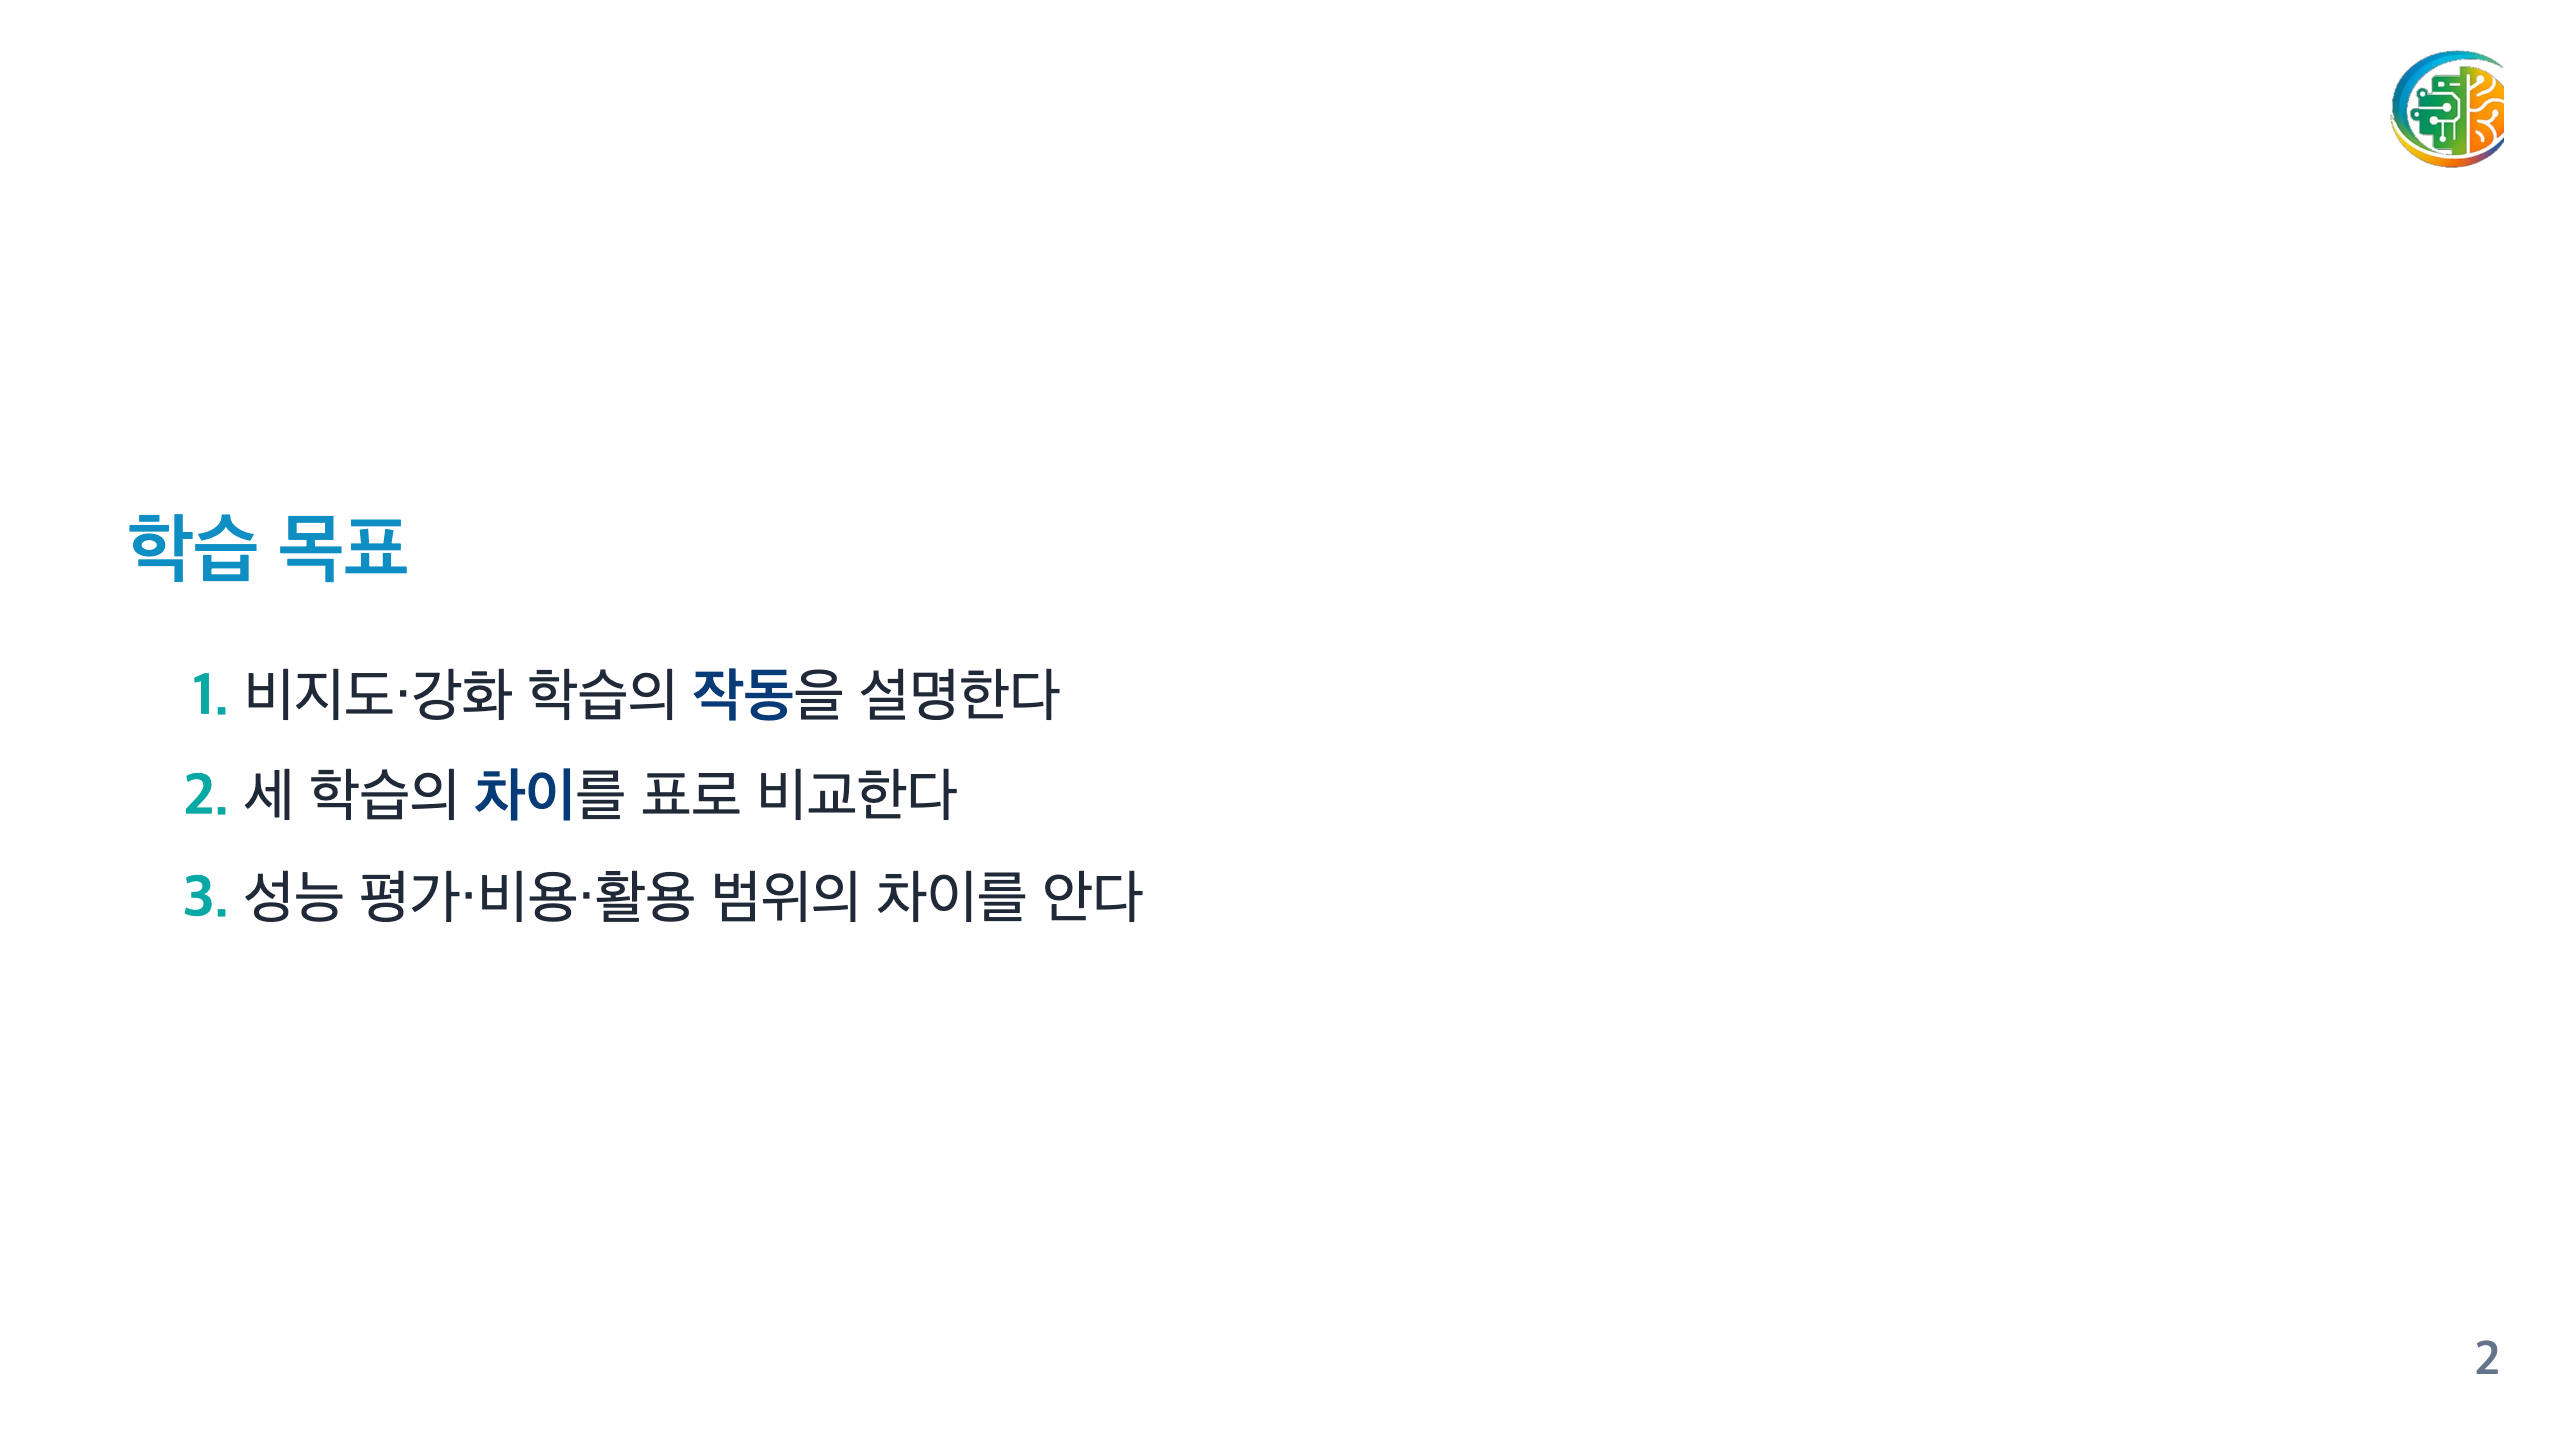 학습 목표
1. 비지도·강화 학습의 작동을 설명한다
2. 세 학습의 차이를 표로 비교한다
3. 성능 평가·비용·활용 범위의 차이를 안다
2